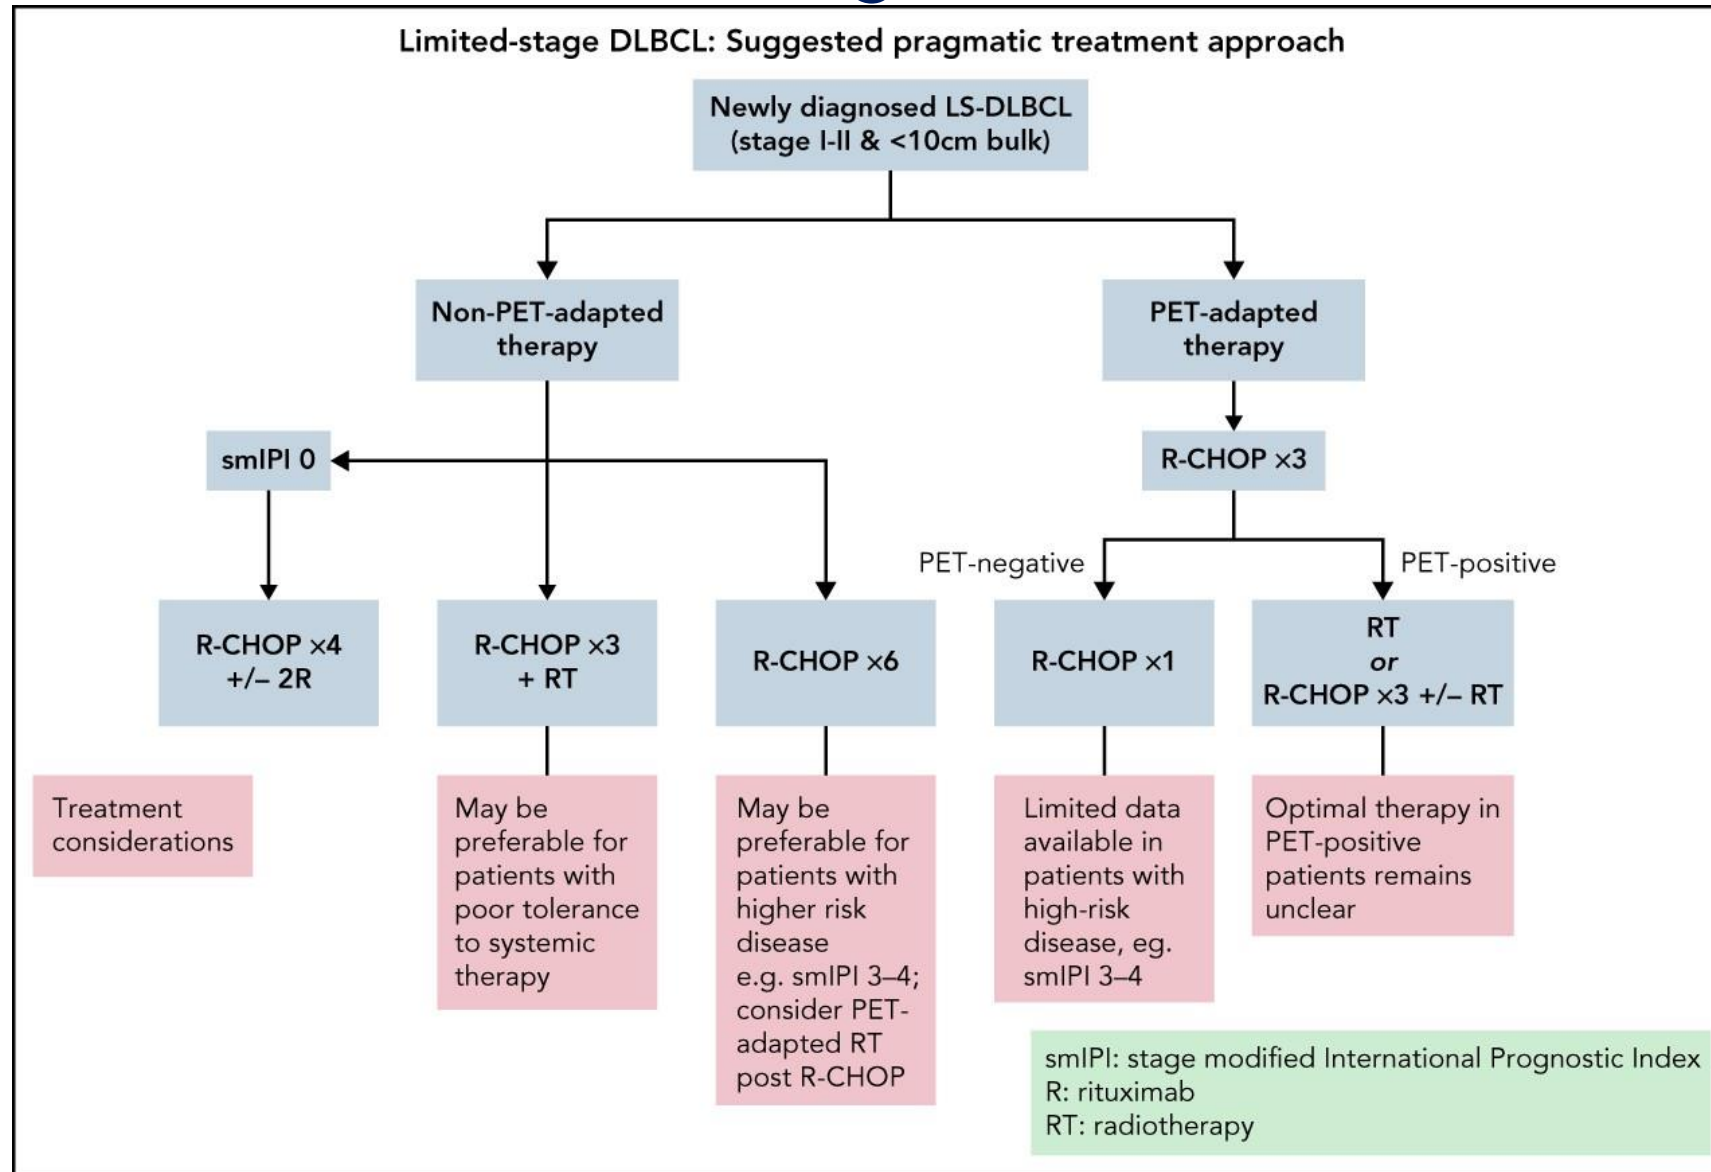 Limited-stage DLBCL: Suggested pragmatic treatment approach
Newly diagnosed LS-DLBCL
(stage I-II & <10cm bulk)
Non-PET-adapted
therapy
PET-adapted
therapy
smIPI 0
R-CHOP ×3
PET-negative
PET-positive
R-CHOP ×4
+/– 2R
R-CHOP ×3
+ RT
R-CHOP ×6
R-CHOP ×1
RT
or
R-CHOP ×3 +/– RT
Treatment
considerations
May be
preferable for
patients with
poor tolerance
to systemic
therapy
May be
preferable for
patients with
higher risk
disease
e.g. smIPI 3–4;
consider PET-
adapted RT
post R-CHOP
Limited data
available in
patients with
high-risk
disease, eg.
smIPI 3–4
Optimal therapy in
PET-positive
patients remains
unclear
smIPI: stage modified International Prognostic Index
R: rituximab
RT: radiotherapy